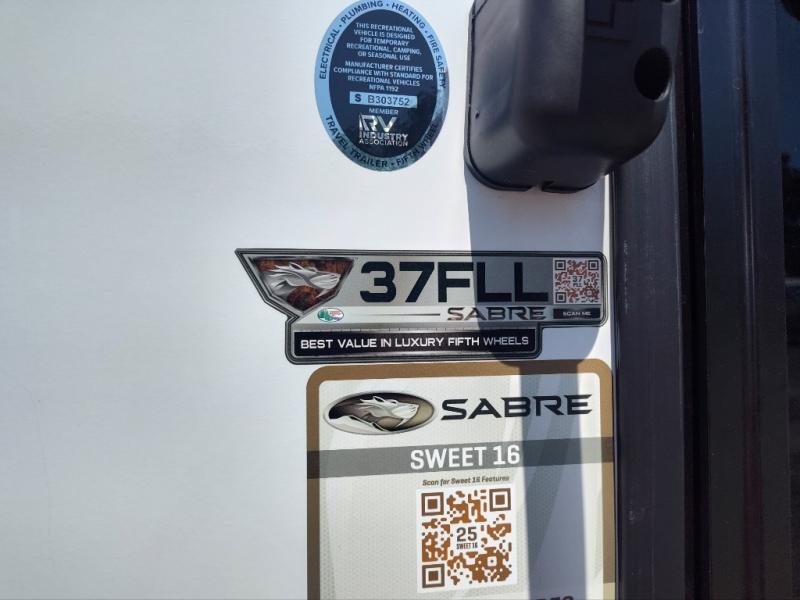 ELECTRICAL • PLUMBING • HEATING • FIRE SAFETY
THIS RECREATIONAL
VEHICLE IS DESIGNED
FOR TEMPORARY
RECREATIONAL, CAMPING,
OR SEASONAL USE
MANUFACTURER CERTIFIES
COMPLIANCE WITH STANDARD FOR
RECREATIONAL VEHICLES
NFPA 1192
S B303752
MEMBER
RV
INDUSTRY
ASSOCIATION
TRAVEL TRAILER • FIFTH WHEEL
37FLL
SABRE
SCAN ME
BEST VALUE IN LUXURY FIFTH WHEELS
SABRE
SWEET 16
Scan for Sweet 16 Features
25
SWEET 16